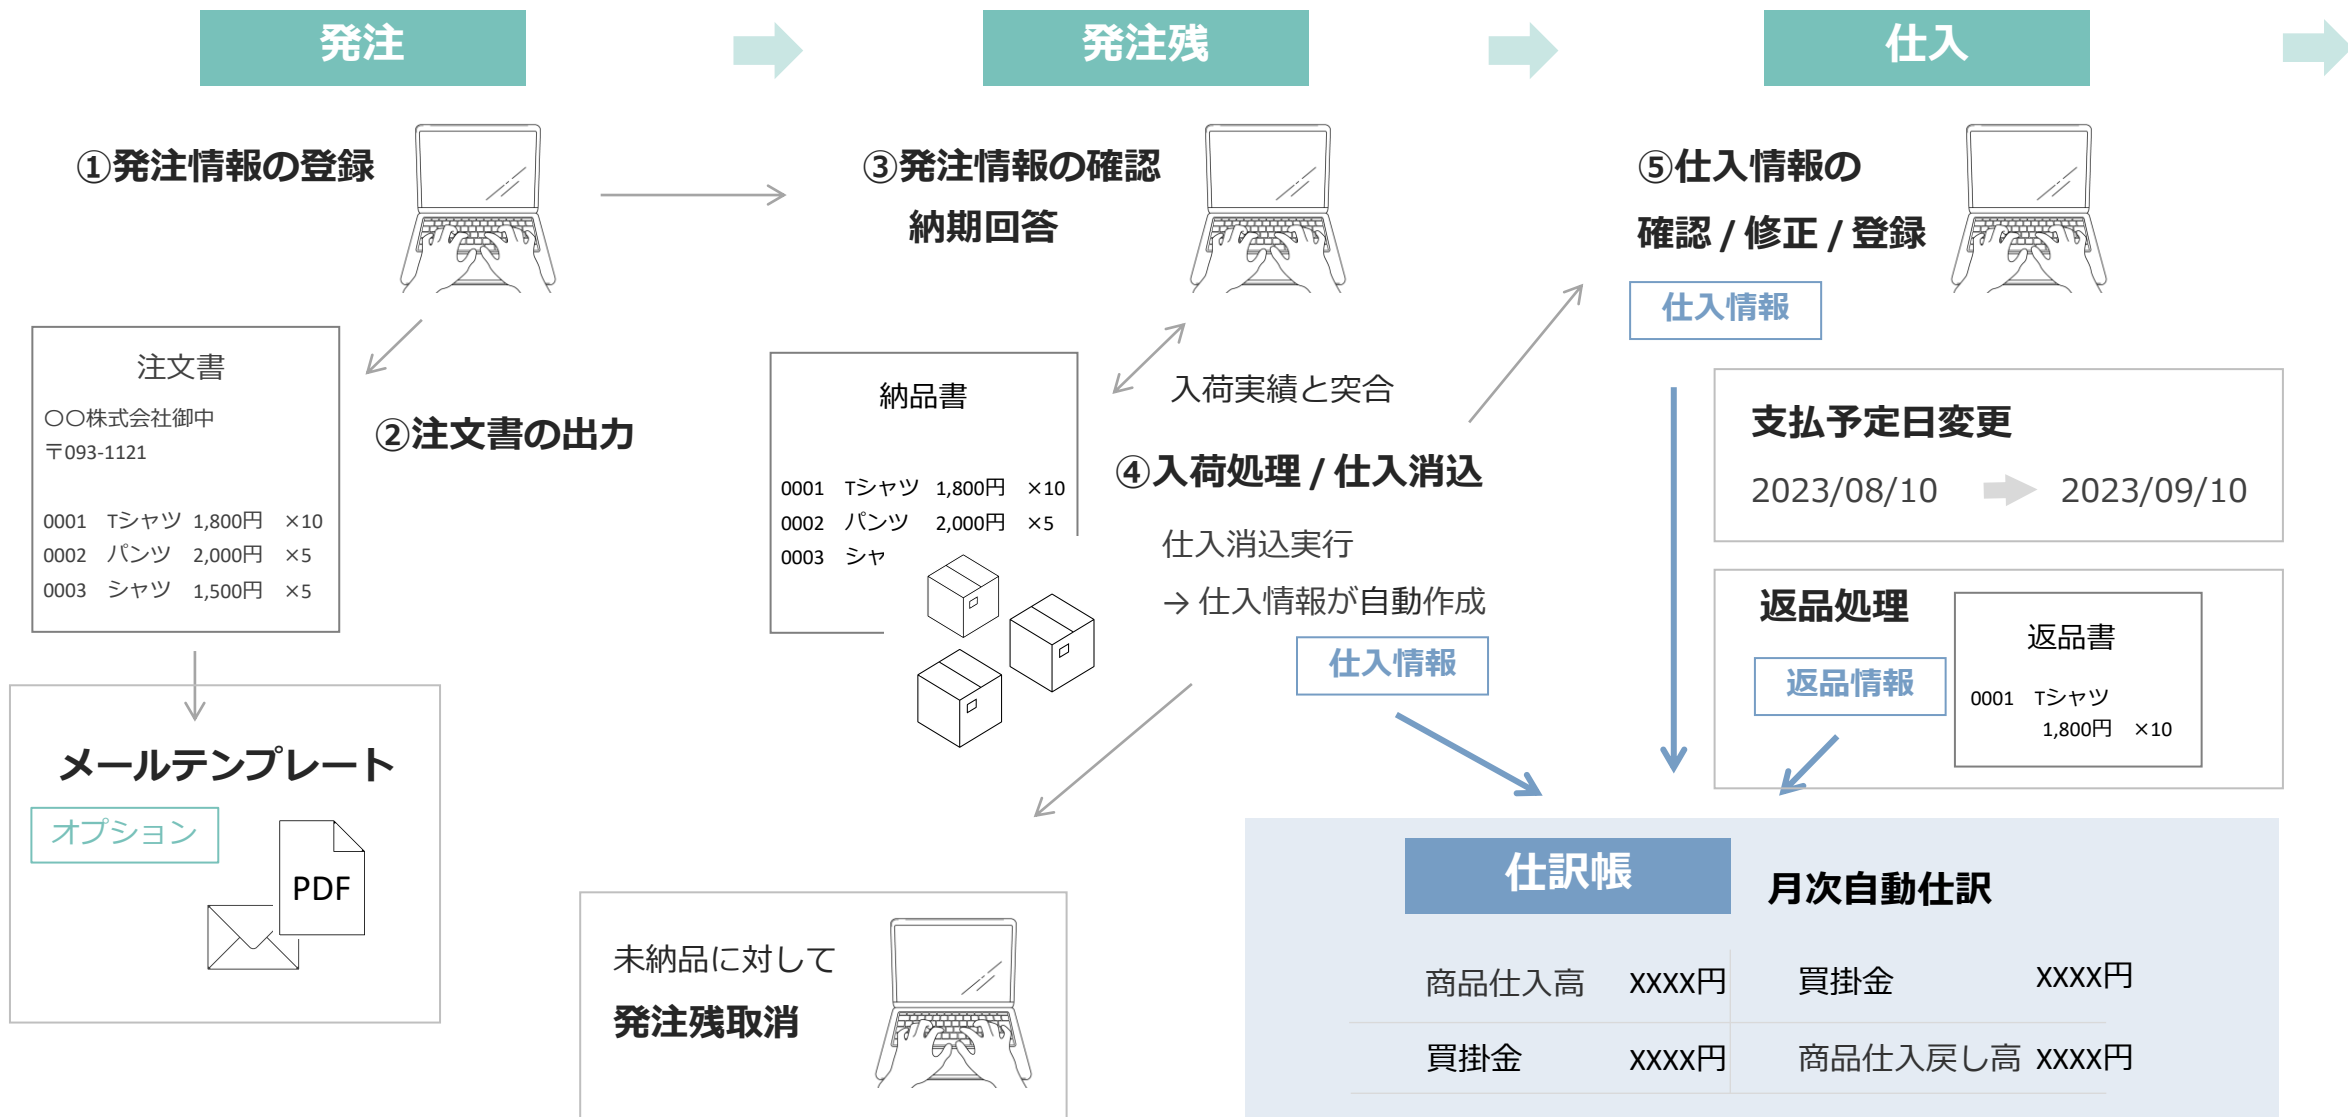 発注
発注残
仕入
①発注情報の登録
③発注情報の確認
納期回答
⑤仕入情報の
確認 / 修正 / 登録
仕入情報
注文書
〇〇株式会社御中
〒093-1121
0001 Tシャツ 1,800円 ×10
0002 パンツ 2,000円 ×5
0003 シャツ 1,500円 ×5
②注文書の出力
納品書
0001 Tシャツ 1,800円 ×10
0002 パンツ 2,000円 ×5
0003 シャ
入荷実績と突合
④入荷処理 / 仕入消込
仕入消込実行
→ 仕入情報が自動作成
仕入情報
支払予定日変更
2023/08/10 2023/09/10
返品処理
返品情報
返品書
0001 Tシャツ
1,800円 ×10
メールテンプレート
オプション
PDF
未納品に対して
発注残取消
仕訳帳
月次自動仕訳
商品仕入高 XXXX円 買掛金 XXXX円
買掛金 XXXX円 商品仕入戻し高 XXXX円